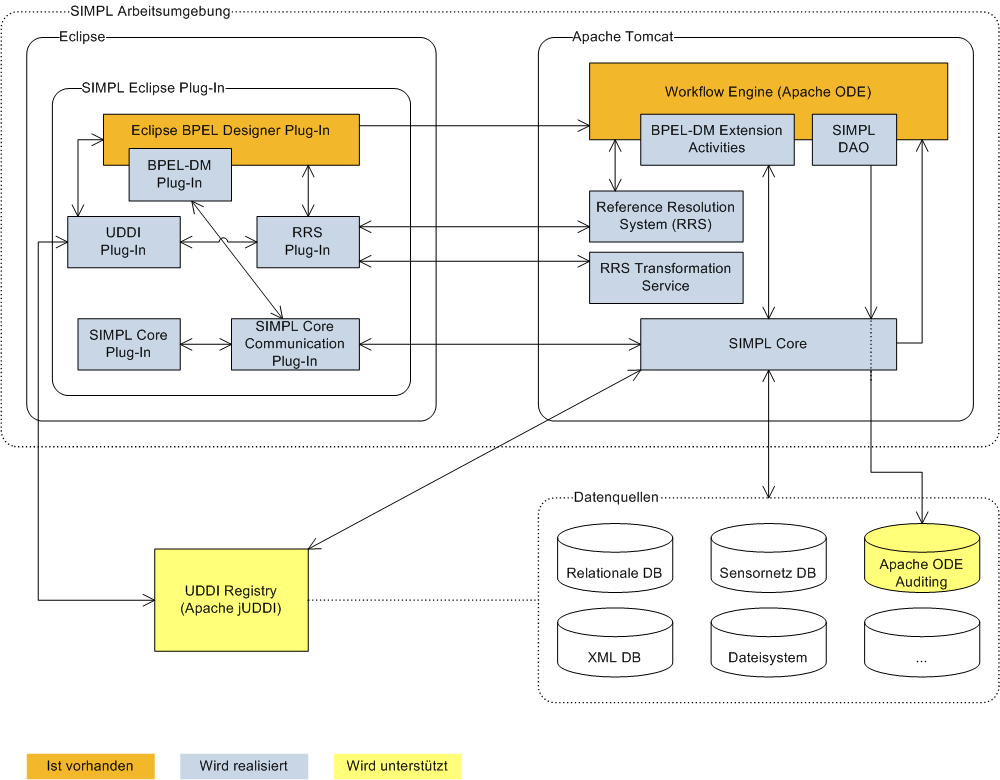 SIMPL Arbeitsumgebung
Eclipse
Apache Tomcat
SIMPL Eclipse Plug-In
Eclipse BPEL Designer Plug-In
BPEL-DM
Plug-In
UDDI
Plug-In
RRS
Plug-In
SIMPL Core
Plug-In
SIMPL Core
Communication
Plug-In
Workflow Engine (Apache ODE)
BPEL-DM Extension
Activities
SIMPL
DAO
Reference Resolution
System (RRS)
RRS Transformation
Service
SIMPL Core
UDDI Registry
(Apache jUDDI)
Datenquellen
Relationale DB
Sensornetz DB
Apache ODE
Auditing
XML DB
Dateisystem
...
Ist vorhanden
Wird realisiert
Wird unterstützt